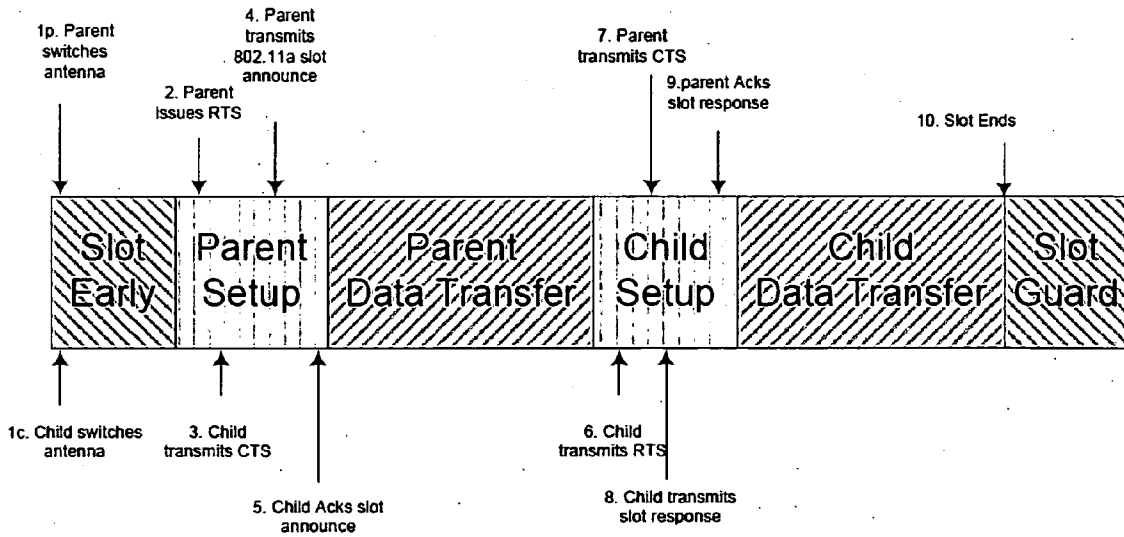 4. Parent
transmits
802.11a slot
announce
1p. Parent
switches
antenna
7. Parent
transmits CTS
9.parent Acks
slot response
2. Parent
issues RTS
10. Slot Ends
Slot
Early
Parent
Setup
Parent
Data Transfer
Child
Setup
Child
Data Transfer
Slot
Guard
1c. Child switches
antenna
3. Child
transmits CTS
6. Child
transmits RTS
5. Child Acks slot
announce
8. Child transmits
slot response